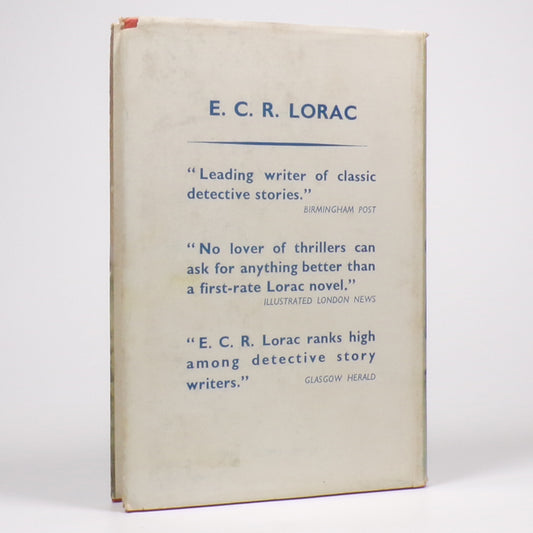 E. C. R. LORAC
“Leading writer of classic
detective stories.”
BIRMINGHAM POST
“No lover of thrillers can
ask for anything better than
a first-rate Lorac novel.”
ILLUSTRATED LONDON NEWS
“E. C. R. Lorac ranks high
among detective story
writers.”
GLASGOW HERALD